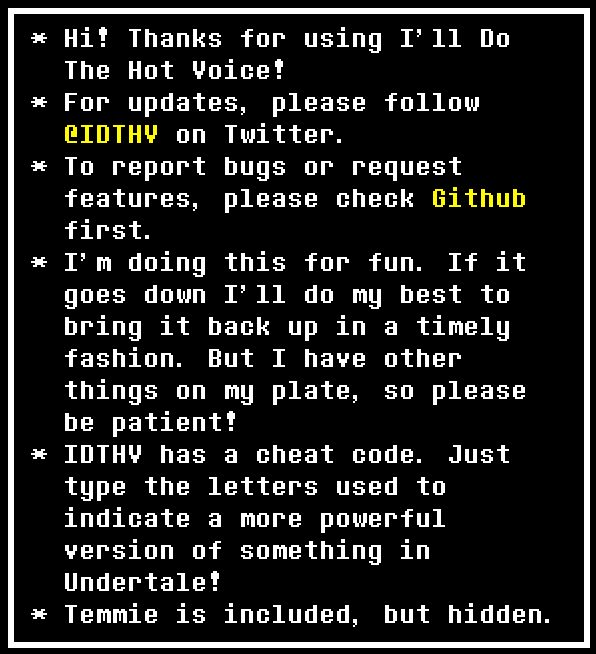 * Hi! Thanks for using I'll Do
The Hot Voice!
* For updates, please follow
@IDTHV on Twitter.
* To report bugs or request
features, please check Github
first.
* I'm doing this for fun. If it
goes down I'll do my best to
bring it back up in a timely
fashion. But I have other
things on my plate, so please
be patient!
* IDTHV has a cheat code. Just
type the letters used to
indicate a more powerful
version of something in
Undertale!
* Temmie is included, but hidden.